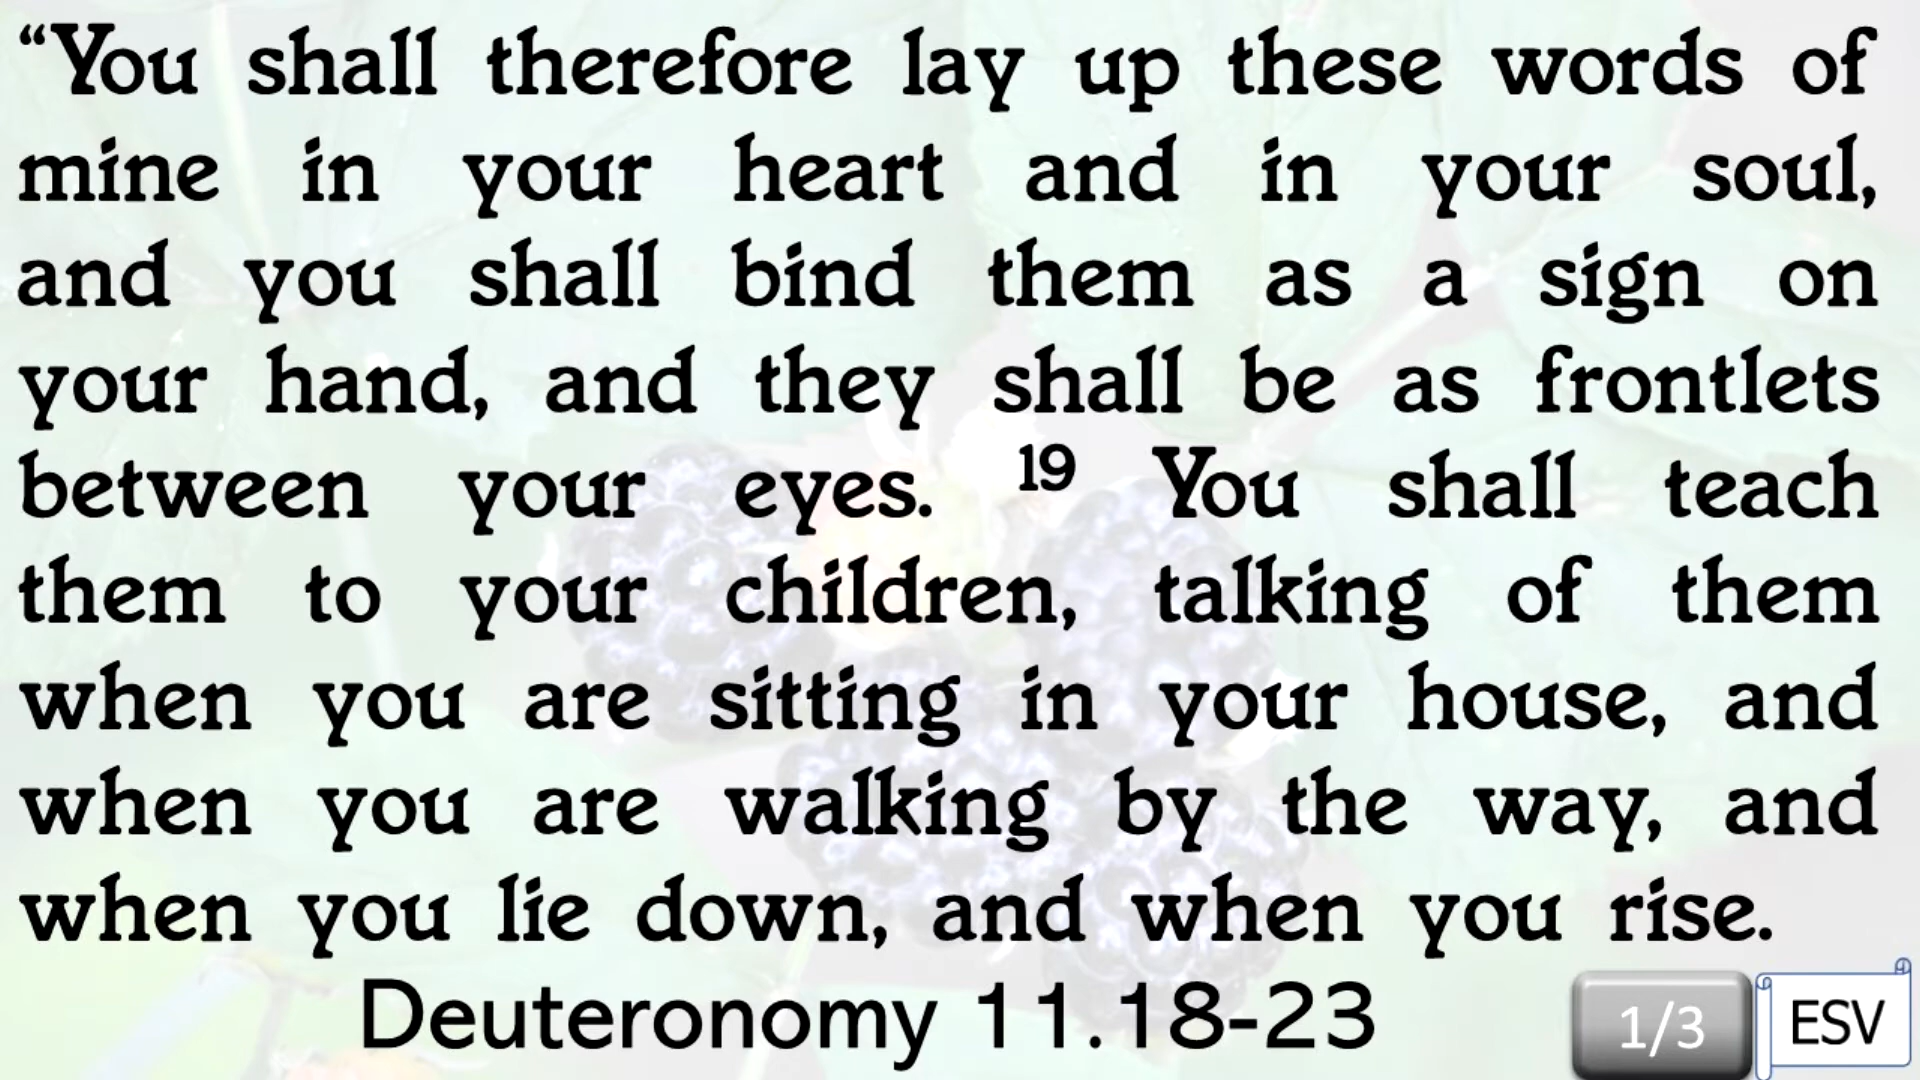 “You shall therefore lay up these words of
mine in your heart and in your soul,
and you shall bind them as a sign on
your hand, and they shall be as frontlets
between your eyes. 19 You shall teach
them to your children, talking of them
when you are sitting in your house, and
when you are walking by the way, and
when you lie down, and when you rise.
Deuteronomy 11.18-23
1/3
ESV